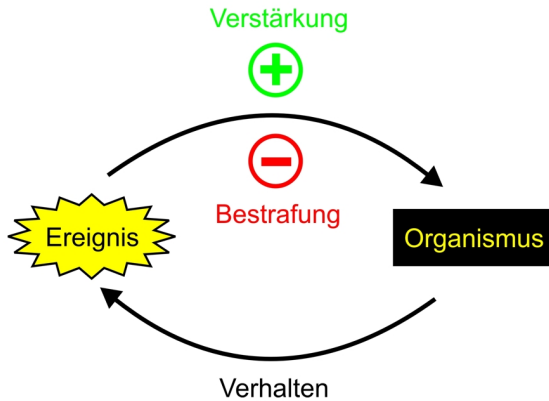 Verstärkung
Bestrafung
Ereignis
Organismus
Verhalten